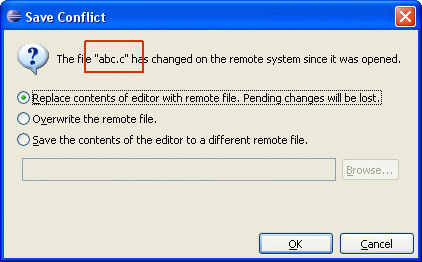 Save Conflict
The file "abc.c" has changed on the remote system since it was opened.
Replace contents of editor with remote file. Pending changes will be lost.
Overwrite the remote file.
Save the contents of the editor to a different remote file.
Browse...
OK
Cancel